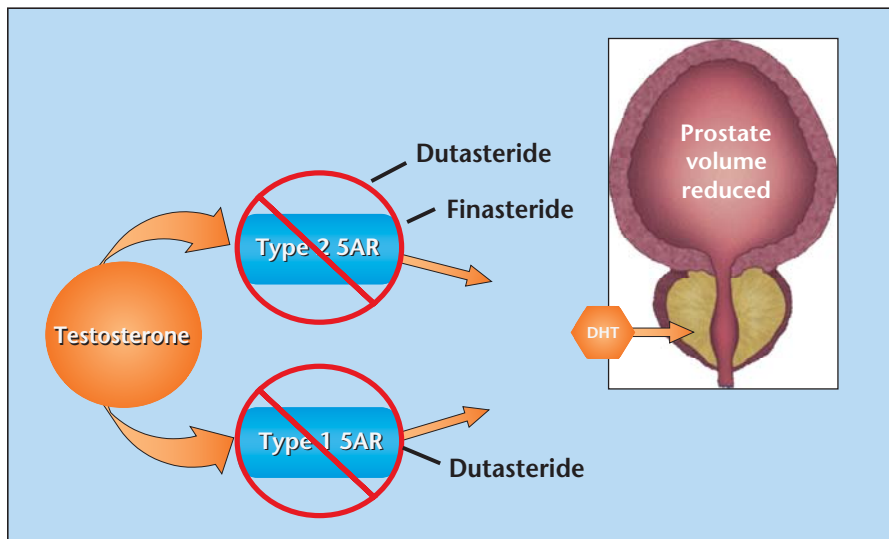 Dutasteride
Finasteride
Type 2 5AR
Testosterone
Type 1 5AR
Dutasteride
Prostate
volume
reduced
DHT